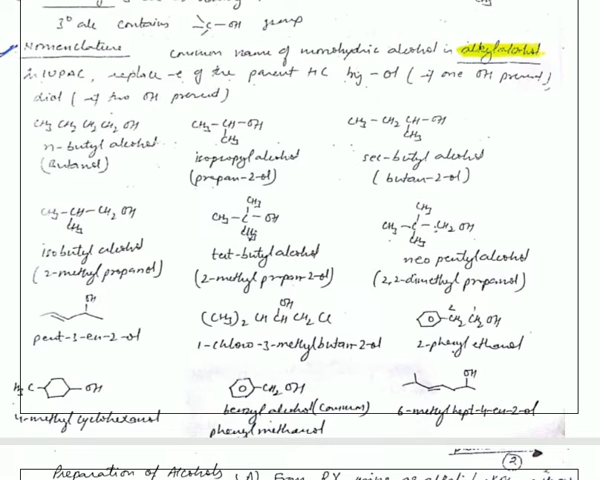 3° alc contains -C-OH group
CH3
Nomenclature common name of monohydric alcohol is alkylalcohol
in IUPAC, replace -e of the parent HC by -ol (if one OH present)
diol (if two OH present)
CH3 CH2 CH2 CH2 OH CH3-CH-OH CH3-CH2 CH-OH
CH3 CH3
n-butyl alcohol isopropyl alcohol sec-butyl alcohol
(Butanol) (propan-2-ol) (butan-2-ol)
CH3
CH3-CH-CH2 OH CH3-C-OH CH3
CH3 CH3 CH3-C-CH2 OH
CH3
isobutyl alcohol tert-butyl alcohol neo pentyl alcohol
(2-methyl propanol) (2-methyl propan-2-ol) (2,2-dimethyl propanol)
OH OH 2 1
(CH3)2 CH CH CH2 Cl CH2 CH2 OH
pent-3-en-2-ol 1-chloro-3-methylbutan-2-ol 2-phenyl ethanol
OH
H3C- -OH -CH2 OH
4-methyl cyclohexanol benzyl alcohol (common) 6-methyl hept-4-en-2-ol
phenyl methanol
(2)
Preparation of Alcohols (A) From RX